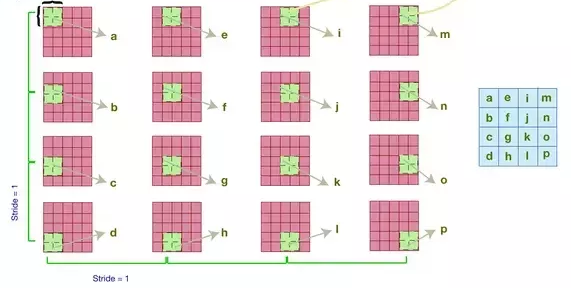 a e i m
b f j n
c g k o
d h l p
a e i m
b f j n
c g k o
d h l p
Stride = 1
Stride = 1